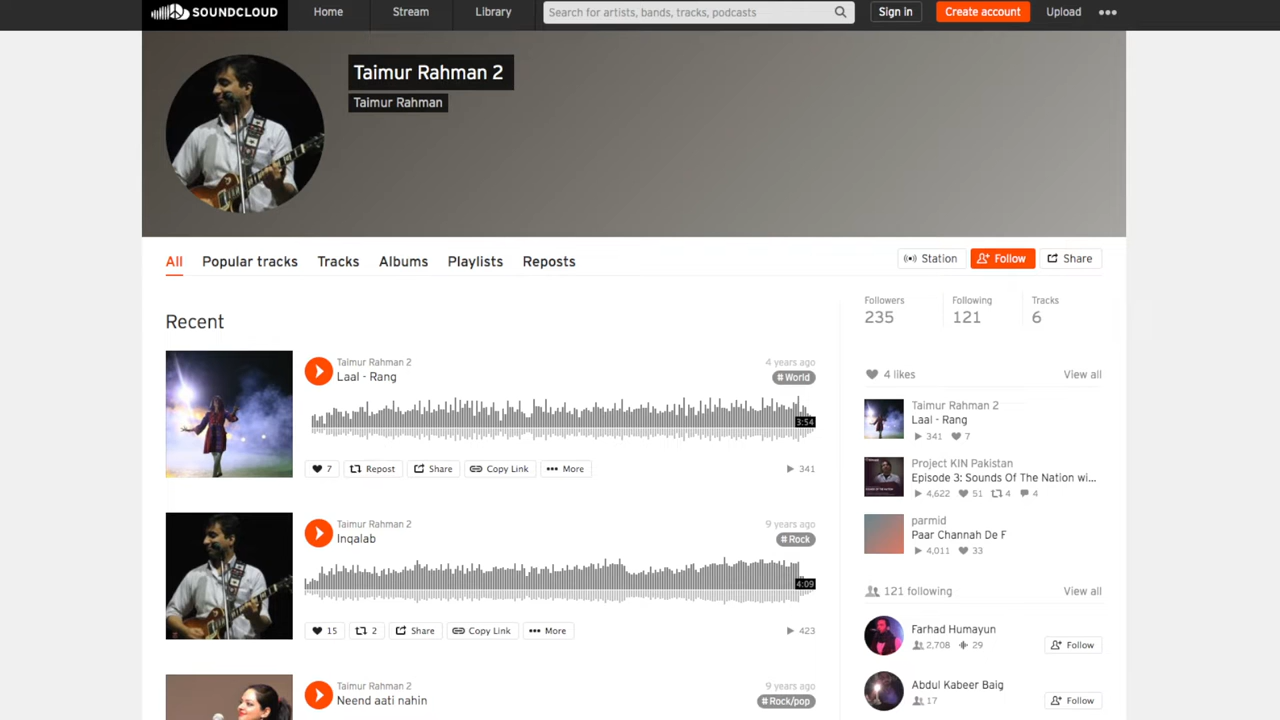 SOUNDCLOUD
Home
Stream
Library
Search for artists, bands, tracks, podcasts
Sign in
Create account
Upload
Taimur Rahman 2
Taimur Rahman
All
Popular tracks
Tracks
Albums
Playlists
Reposts
Station
Follow
Share
Followers
235
Following
121
Tracks
6
Recent
Taimur Rahman 2
Laal - Rang
4 years ago
# World
3:54
7
Repost
Share
Copy Link
More
341
Taimur Rahman 2
Inqalab
9 years ago
# Rock
4:09
15
2
Share
Copy Link
More
423
Taimur Rahman 2
Neend aati nahin
9 years ago
# Rock/pop
4 likes
View all
Taimur Rahman 2
Laal - Rang
341 7
Project KIN Pakistan
Episode 3: Sounds Of The Nation wi...
4,622 51 4 4
parmid
Paar Channah De F
4,011 33
121 following
View all
Farhad Humayun
2,708 29
Follow
Abdul Kabeer Baig
17
Follow